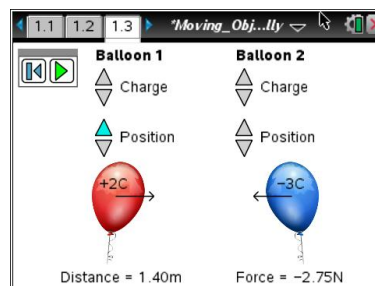 1.1 1.2 1.3 *Moving_Obj...lly
Balloon 1 Balloon 2
Charge Charge
Position Position
+2C −3C
Distance = 1.40m Force = −2.75N